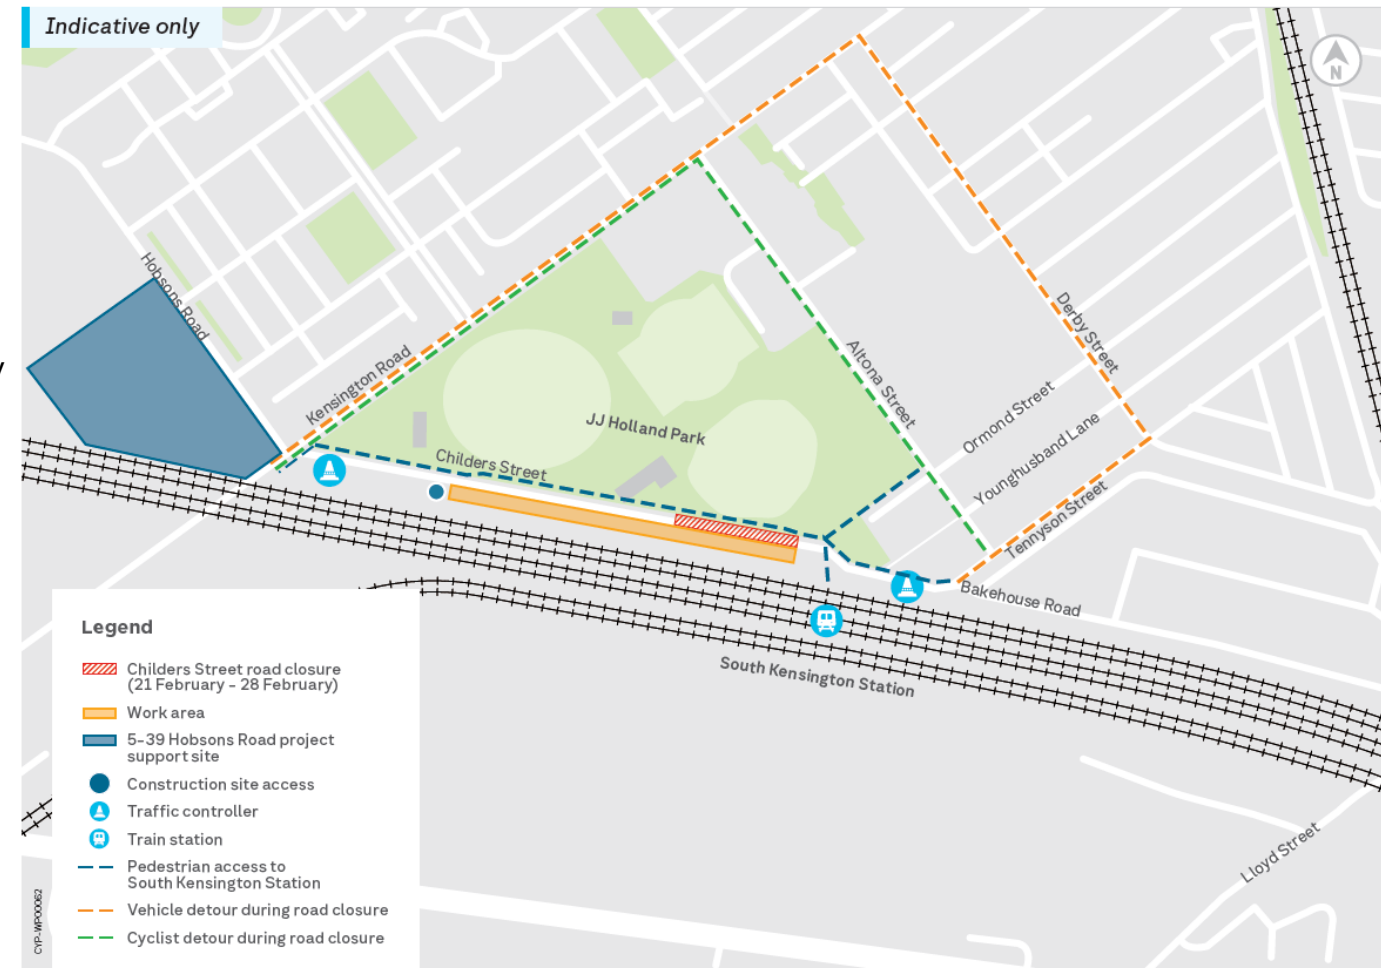 Indicative only
N
Hobsons Road
Kensington Road
Childers Street
JJ Holland Park
Altona Street
Derby Street
Ormond Street
Younghusband Lane
Tennyson Street
Bakehouse Road
South Kensington Station
Lloyd Street
Legend
Childers Street road closure
(21 February - 28 February)
Work area
5-39 Hobsons Road project
support site
Construction site access
Traffic controller
Train station
Pedestrian access to
South Kensington Station
Vehicle detour during road closure
Cyclist detour during road closure
CYP-WP00062